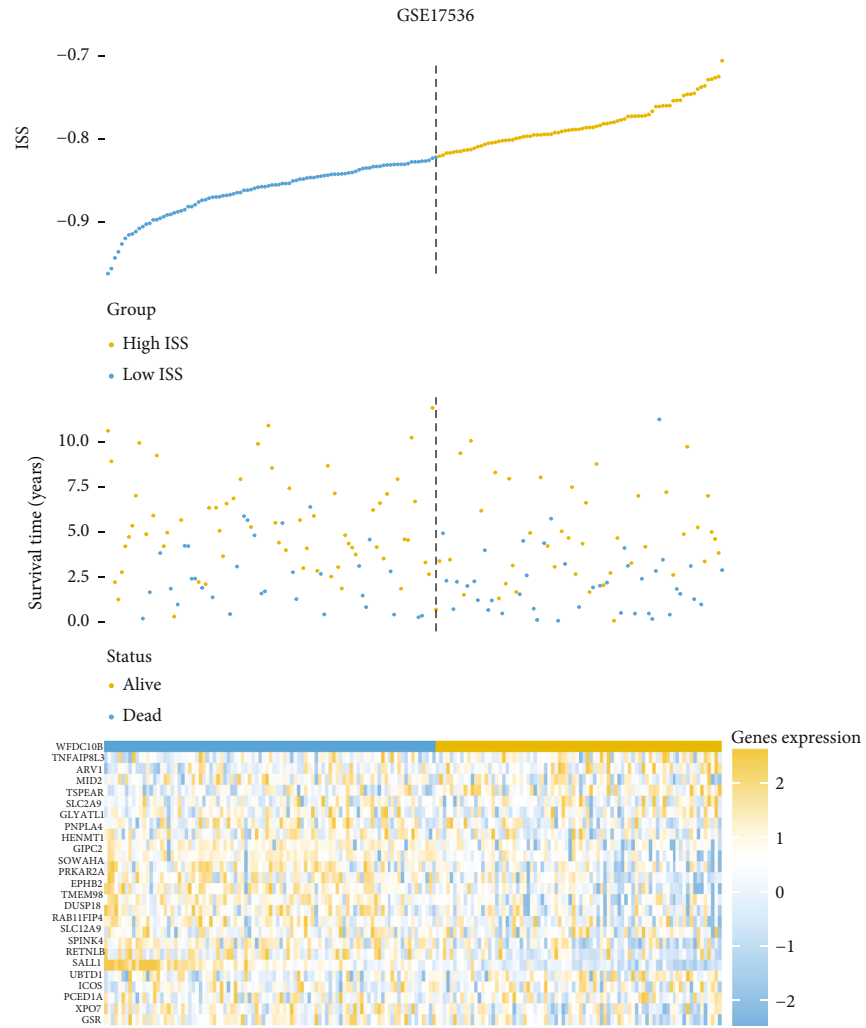 GSE17536
−0.7
−0.8
−0.9
ISS
Group
High ISS
Low ISS
10.0
7.5
5.0
2.5
0.0
Survival time (years)
Status
Alive
Dead
Genes expression
WFDC10B
TNFAIP8L3
ARV1
MID2
TSPEAR
SLC2A9
GLYATL1
PNPLA4
HENMT1
GIPC2
SOWAHA
PRKAR2A
EPHB2
TMEM98
DUSP18
RAB11FIP4
SLC12A9
SPINK4
RETNLB
SALL1
UBTD1
ICOS
PCED1A
XPO7
GSR
2
1
0
−1
−2